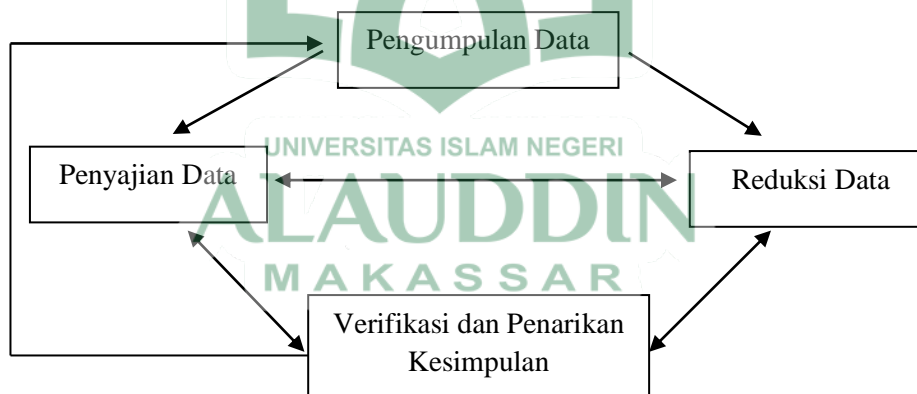 Pengumpulan Data
UNIVERSITAS ISLAM NEGERI
Penyajian Data
Reduksi Data
ALAUDDIN
MAKASSAR
Verifikasi dan Penarikan
Kesimpulan